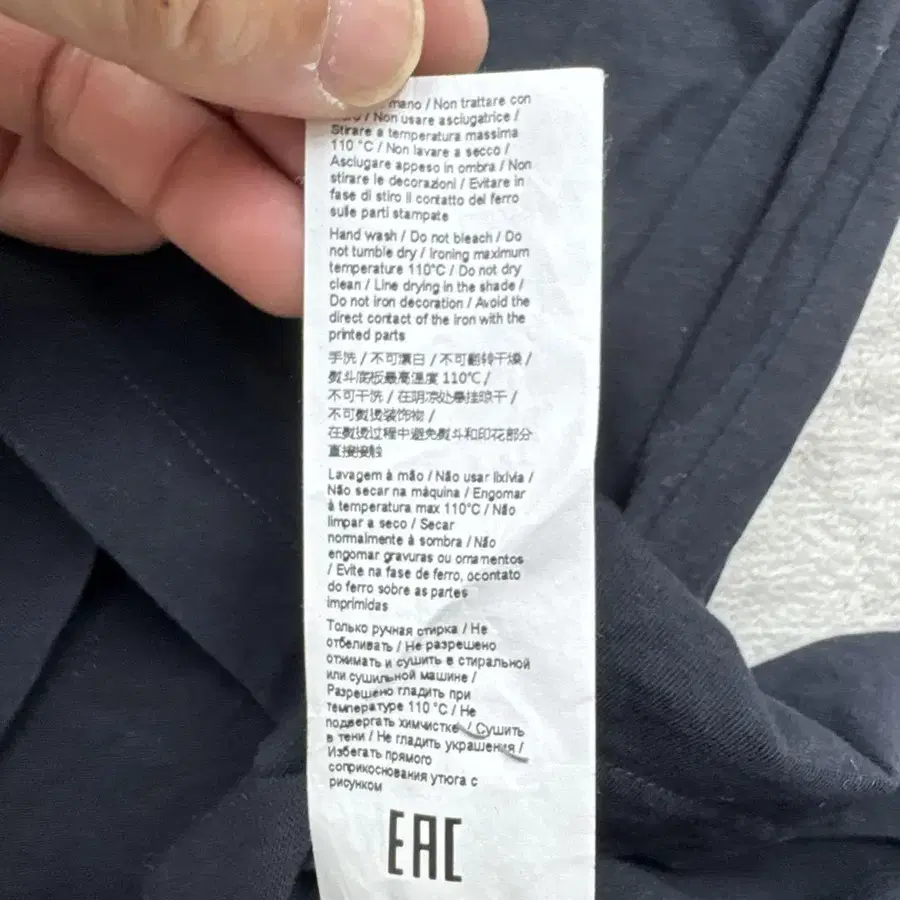 mano / Non trattare con
/ Non usare asciugatrice /
Stirare a temperatura massima
110 °C / Non lavare a secco /
Asciugare appeso in ombra / Non
stirare le decorazioni / Evitare in
fase di stiro il contatto del ferro
sulle parti stampate
Hand wash / Do not bleach / Do
not tumble dry / Ironing maximum
temperature 110°C / Do not dry
clean / Line drying in the shade /
Do not iron decoration / Avoid the
direct contact of the iron with the
printed parts
手洗 / 不可漂白 / 不可翻转干燥 /
熨斗底板最高温度 110℃ /
不可干洗 / 在阴凉处悬挂晾干 /
不可熨烫装饰物 /
在熨烫过程中避免熨斗和印花部分
直接接触
Lavagem à mão / Não usar lixívia /
Não secar na máquina / Engomar
à temperatura max 110°C / Não
limpar a seco / Secar
normalmente à sombra / Não
engomar gravuras ou ornamentos
/ Evite na fase de ferro, ocontato
do ferro sobre as partes
imprimidas
Только ручная стирка / Не
отбеливать / Не разрешено
отжимать и сушить в стиральной
или сушильной машине /
Разрешено гладить при
температуре 110 °C / Не
подвергать химчистке / Сушить
в тени / Не гладить украшения /
Избегать прямого
соприкоснования утюга с
рисунком
EAC